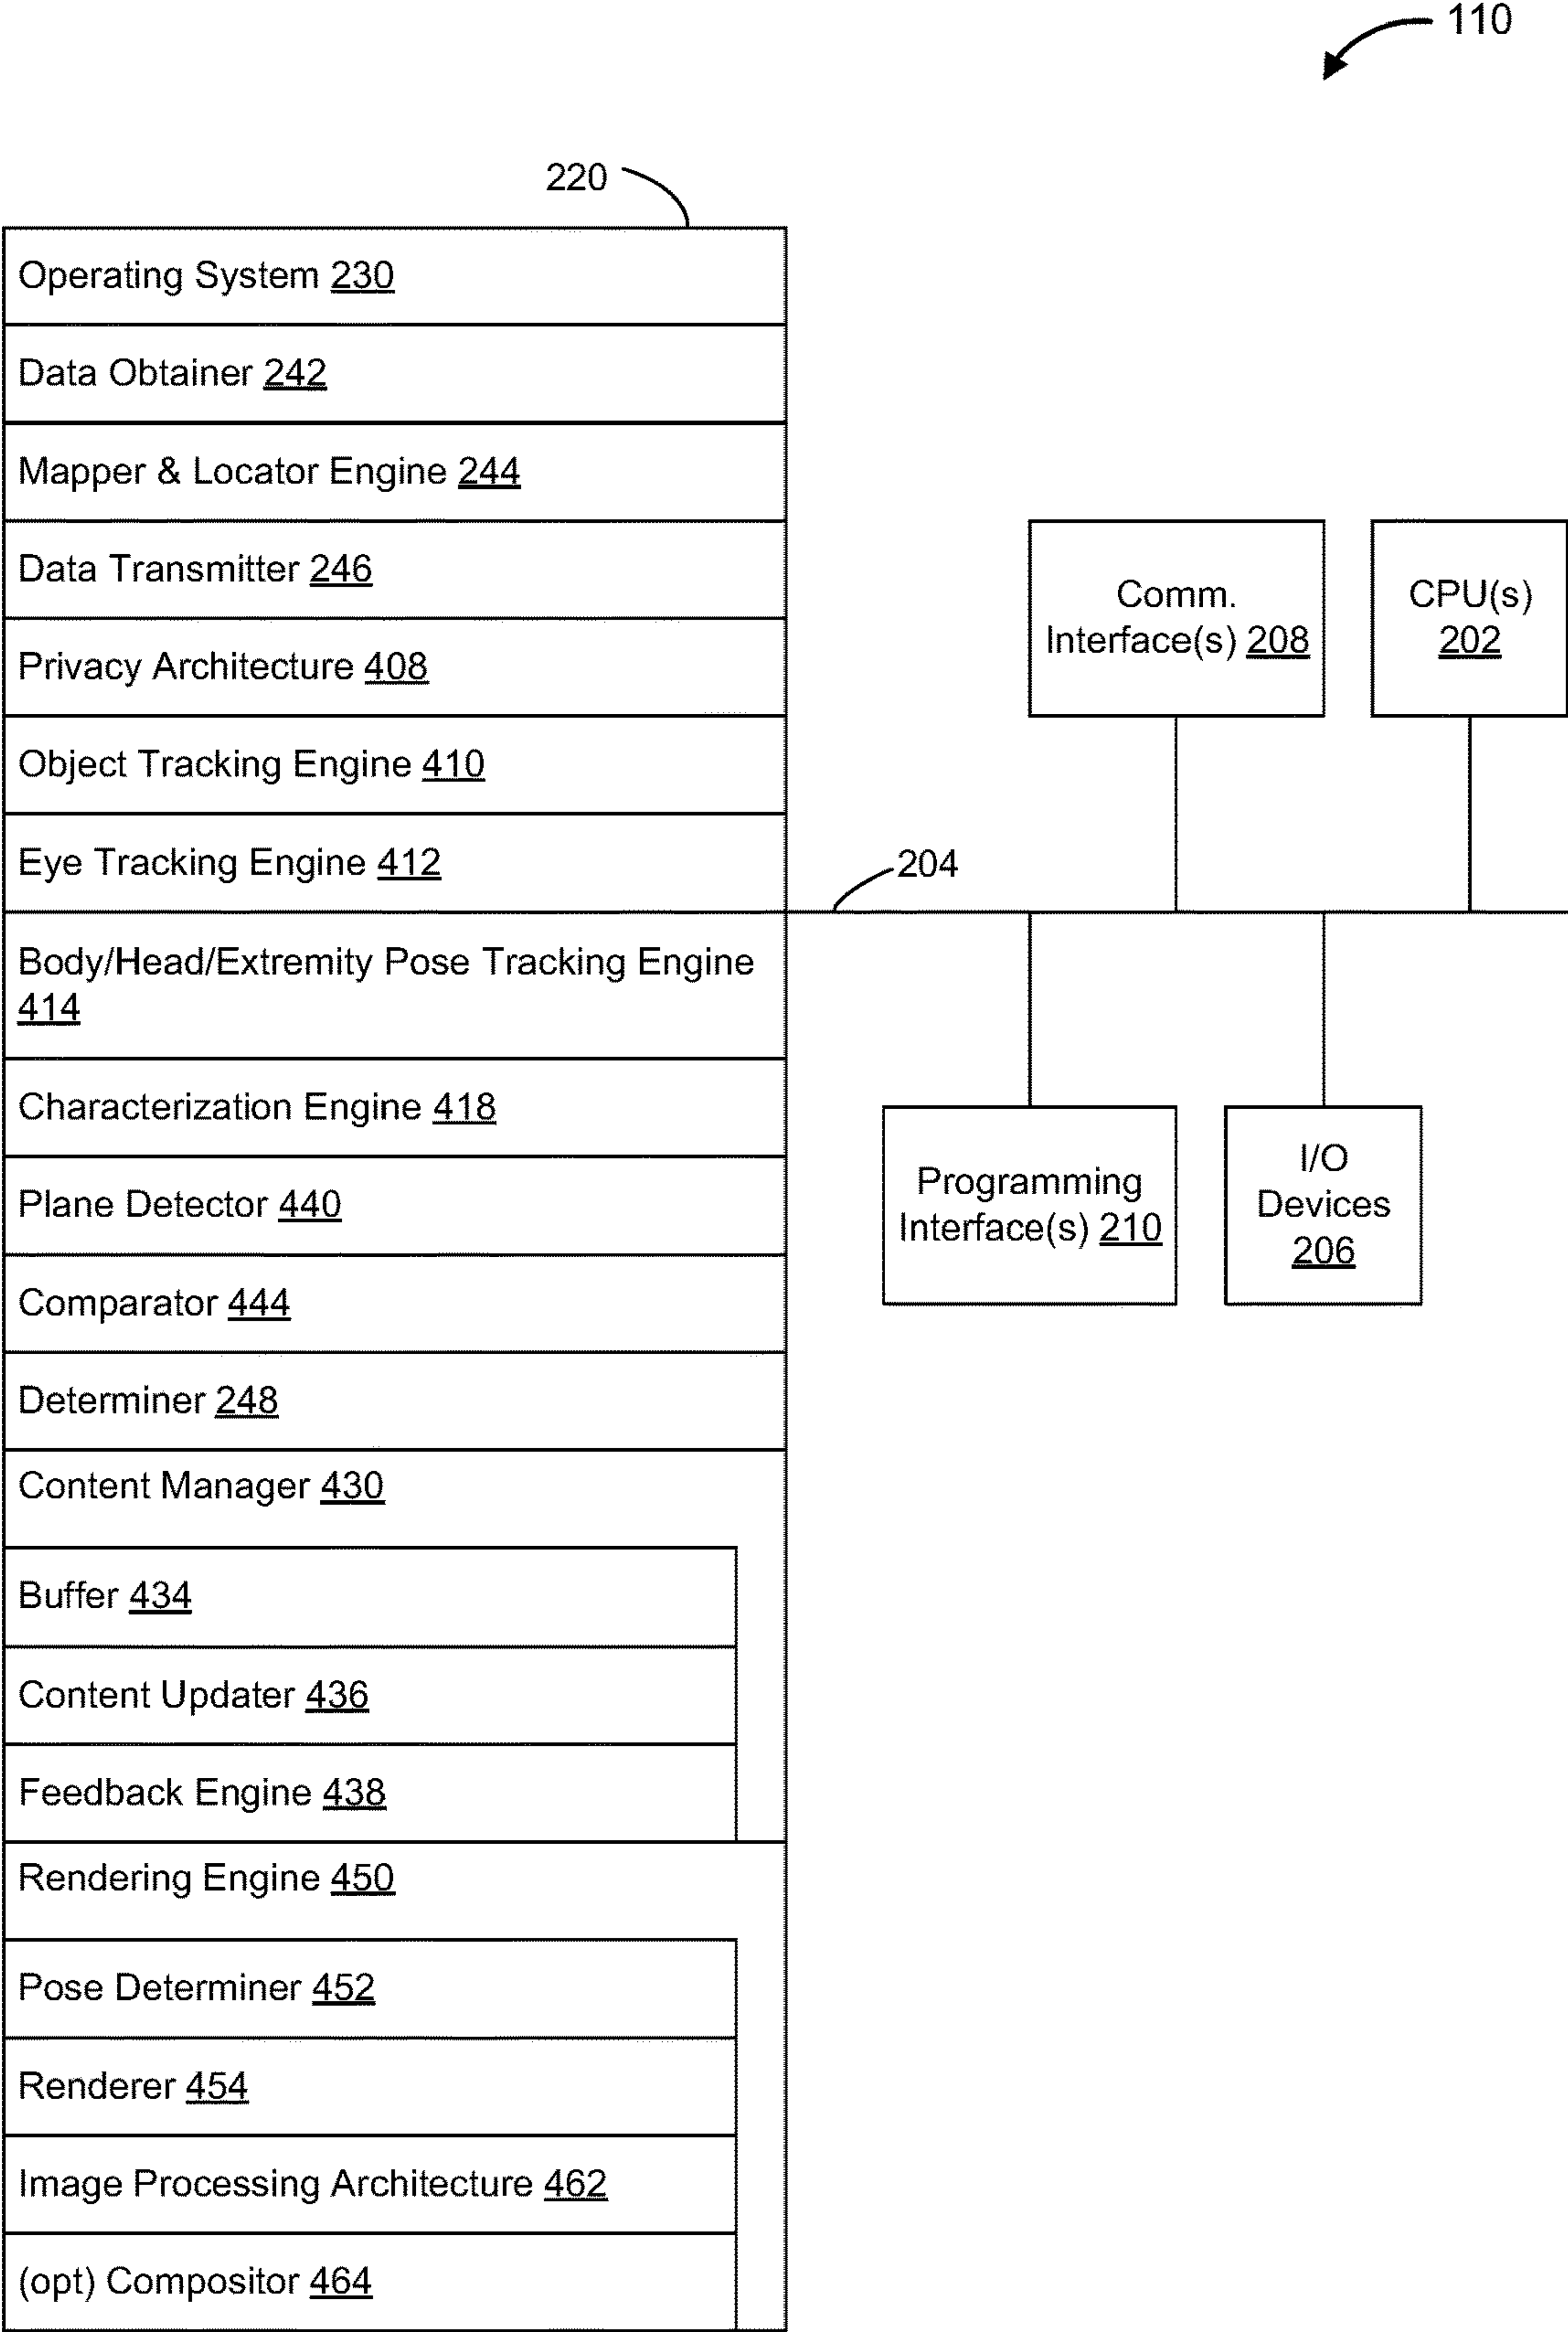 110
220
Operating System 230
Data Obtainer 242
Mapper & Locator Engine 244
Data Transmitter 246
Privacy Architecture 408
Object Tracking Engine 410
Eye Tracking Engine 412
Body/Head/Extremity Pose Tracking Engine
414
Characterization Engine 418
Plane Detector 440
Comparator 444
Determiner 248
Content Manager 430
Buffer 434
Content Updater 436
Feedback Engine 438
Rendering Engine 450
Pose Determiner 452
Renderer 454
Image Processing Architecture 462
(opt) Compositor 464
204
Comm.
Interface(s) 208
CPU(s)
202
Programming
Interface(s) 210
I/O
Devices
206